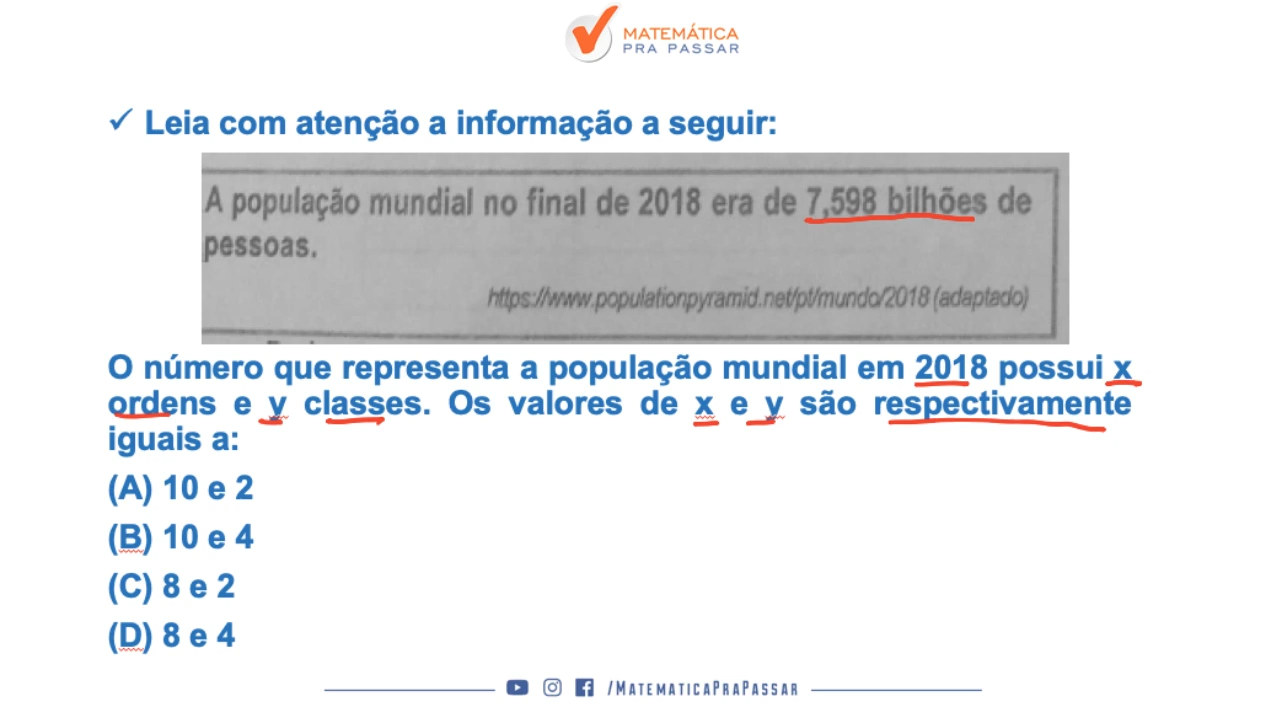 MATEMÁTICA
PRA PASSAR
✓ Leia com atenção a informação a seguir:
A população mundial no final de 2018 era de 7,598 bilhões de
pessoas.
https://www.populationpyramid.net/pt/mundo/2018 (adaptado)
O número que representa a população mundial em 2018 possui x
ordens e y classes. Os valores de x e y são respectivamente
iguais a:
(A) 10 e 2
(B) 10 e 4
(C) 8 e 2
(D) 8 e 4
/MATEMATICAPRAPASSAR